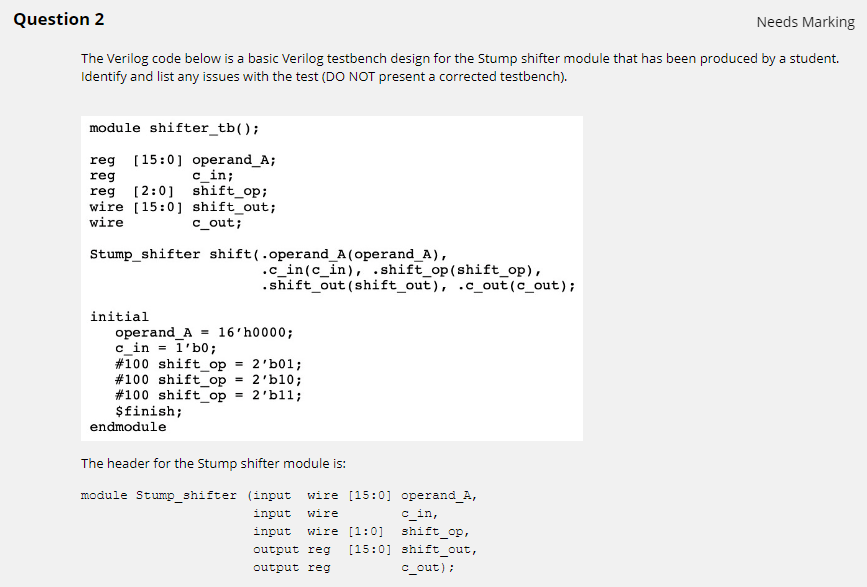 Question 2
Needs Marking
The Verilog code below is a basic Verilog testbench design for the Stump shifter module that has been produced by a student.
Identify and list any issues with the test (DO NOT present a corrected testbench).
module shifter_tb();
reg [15:0] operand_A;
reg c_in;
reg [2:0] shift_op;
wire [15:0] shift_out;
wire c_out;
Stump_shifter shift(.operand_A(operand_A),
.c_in(c_in), .shift_op(shift_op),
.shift_out(shift_out), .c_out(c_out);
initial
operand_A = 16'h0000;
c_in = 1'b0;
#100 shift_op = 2'b01;
#100 shift_op = 2'b10;
#100 shift_op = 2'b11;
$finish;
endmodule
The header for the Stump shifter module is:
module Stump_shifter (input wire [15:0] operand_A,
input wire c_in,
input wire [1:0] shift_op,
output reg [15:0] shift_out,
output reg c_out);